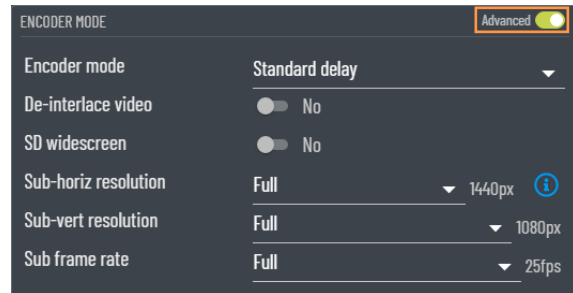 ENCODER MODE Advanced
Encoder mode Standard delay
De-interlace video No
SD widescreen No
Sub-horiz resolution Full 1440px
Sub-vert resolution Full 1080px
Sub frame rate Full 25fps